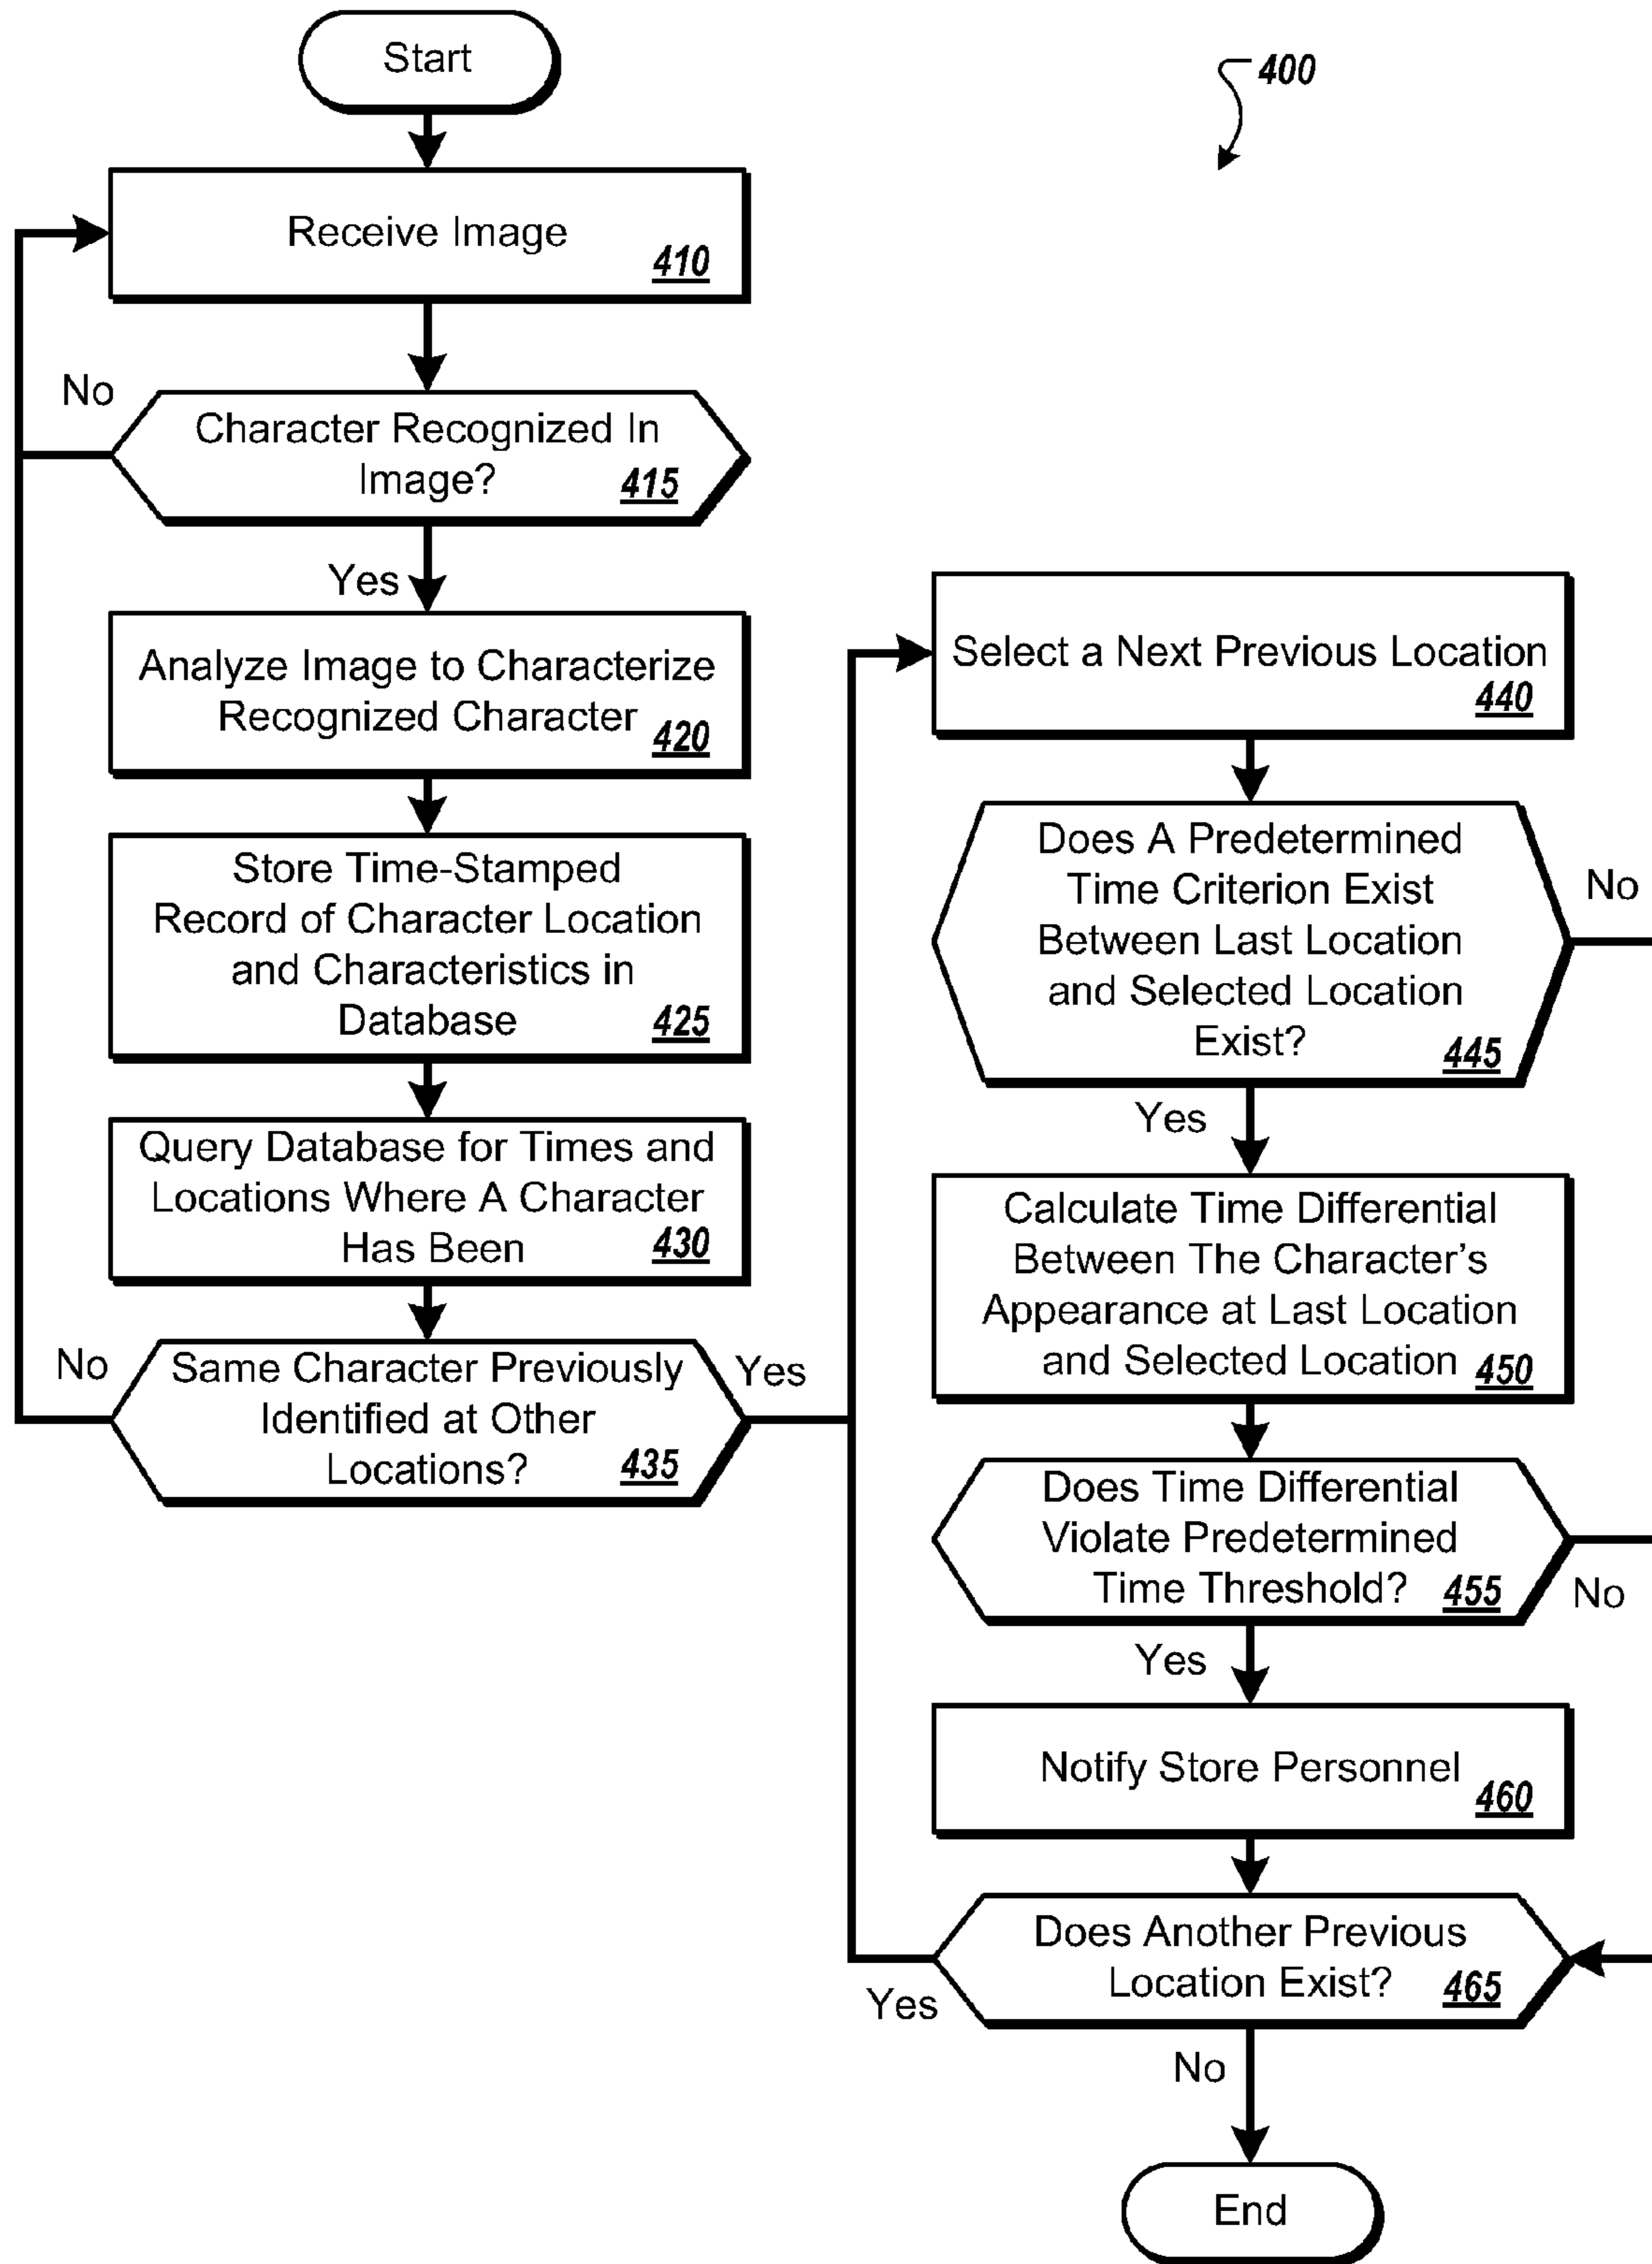 Start
400
Receive Image
410
No
Character Recognized In
Image?
415
Yes
Analyze Image to Characterize
Recognized Character
420
Store Time-Stamped
Record of Character Location
and Characteristics in
Database
425
Query Database for Times and
Locations Where A Character
Has Been
430
No
Same Character Previously
Identified at Other
Locations?
435
Yes
Select a Next Previous Location
440
Does A Predetermined
Time Criterion Exist
Between Last Location
and Selected Location
Exist?
445
No
Yes
Calculate Time Differential
Between The Character's
Appearance at Last Location
and Selected Location
450
Does Time Differential
Violate Predetermined
Time Threshold?
455
No
Yes
Notify Store Personnel
460
Does Another Previous
Location Exist?
465
Yes
No
End